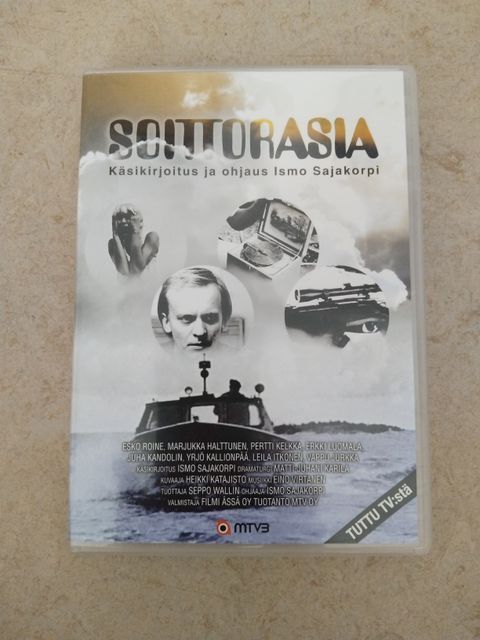 SOITTORASIA
Käsikirjoitus ja ohjaus Ismo Sajakorpi
ESKO ROINE, MARJUKKA HALTTUNEN, PERTTI KELKKA, ERKKI LUOMALA,
JUHA KANDOLIN, YRJÖ KALLIONPÄÄ, LEILA ITKONEN, VAPPU JURKKA
KÄSIKIRJOITUS ISMO SAJAKORPI DRAMATURGI MATTI-JUHANI KARILA
KUVAAJA HEIKKI KATAJISTO MUSIIKKI EINO VIRTANEN
TUOTTAJA SEPPO WALLIN OHJAAJA ISMO SAJAKORPI
VALMISTAJA FILMI ÄSSÄ OY TUOTANTO MTV OY
MTV3
TUTTU TV:stä